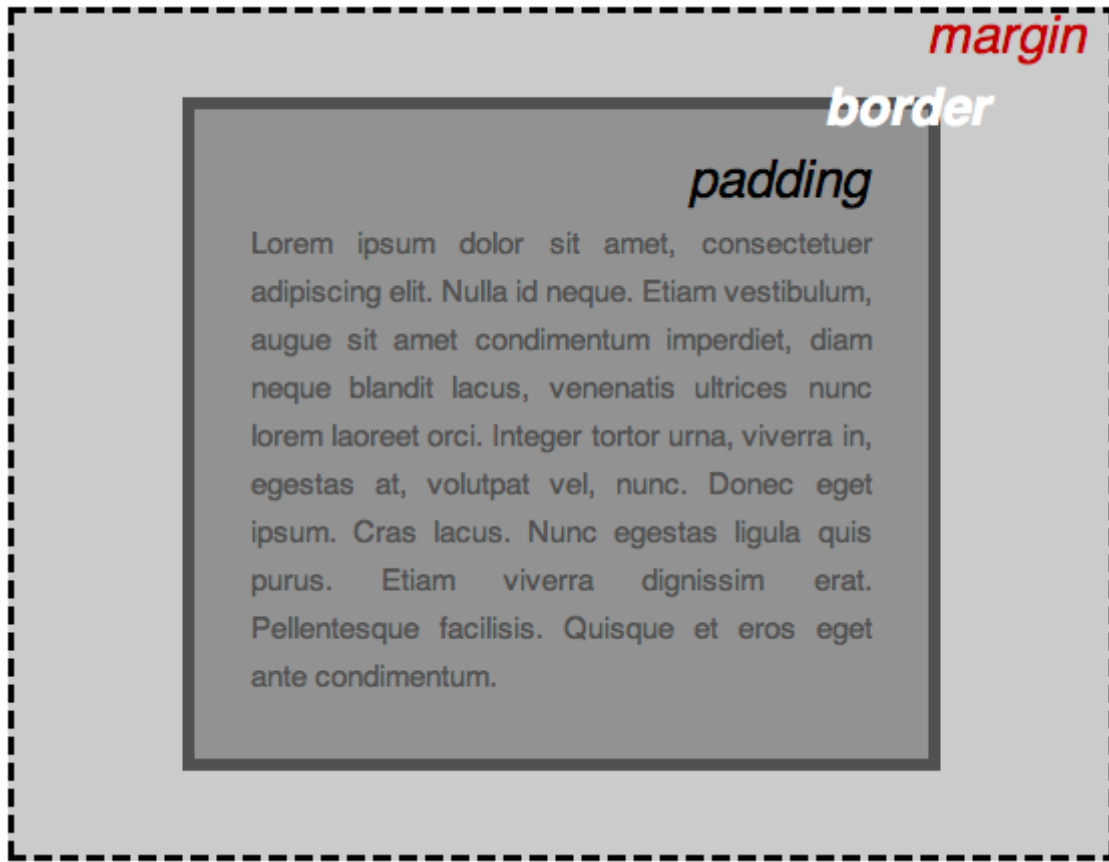 margin
border
padding
Lorem ipsum dolor sit amet, consectetuer
adipiscing elit. Nulla id neque. Etiam vestibulum,
augue sit amet condimentum imperdiet, diam
neque blandit lacus, venenatis ultrices nunc
lorem laoreet orci. Integer tortor urna, viverra in,
egestas at, volutpat vel, nunc. Donec eget
ipsum. Cras lacus. Nunc egestas ligula quis
purus. Etiam viverra dignissim erat.
Pellentesque facilisis. Quisque et eros eget
ante condimentum.